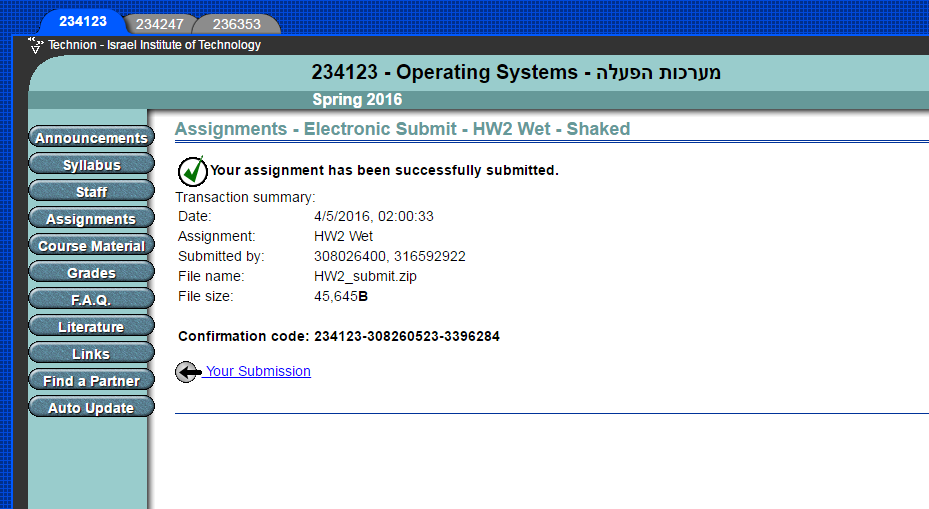 234123 234247 236353
Technion - Israel Institute of Technology
234123 - Operating Systems - מערכות הפעלה
Spring 2016
Announcements
Syllabus
Staff
Assignments
Course Material
Grades
F.A.Q.
Literature
Links
Find a Partner
Auto Update
Assignments - Electronic Submit - HW2 Wet - Shaked
Your assignment has been successfully submitted.
Transaction summary:
Date: 4/5/2016, 02:00:33
Assignment: HW2 Wet
Submitted by: 308026400, 316592922
File name: HW2_submit.zip
File size: 45,645B
Confirmation code: 234123-308260523-3396284
Your Submission